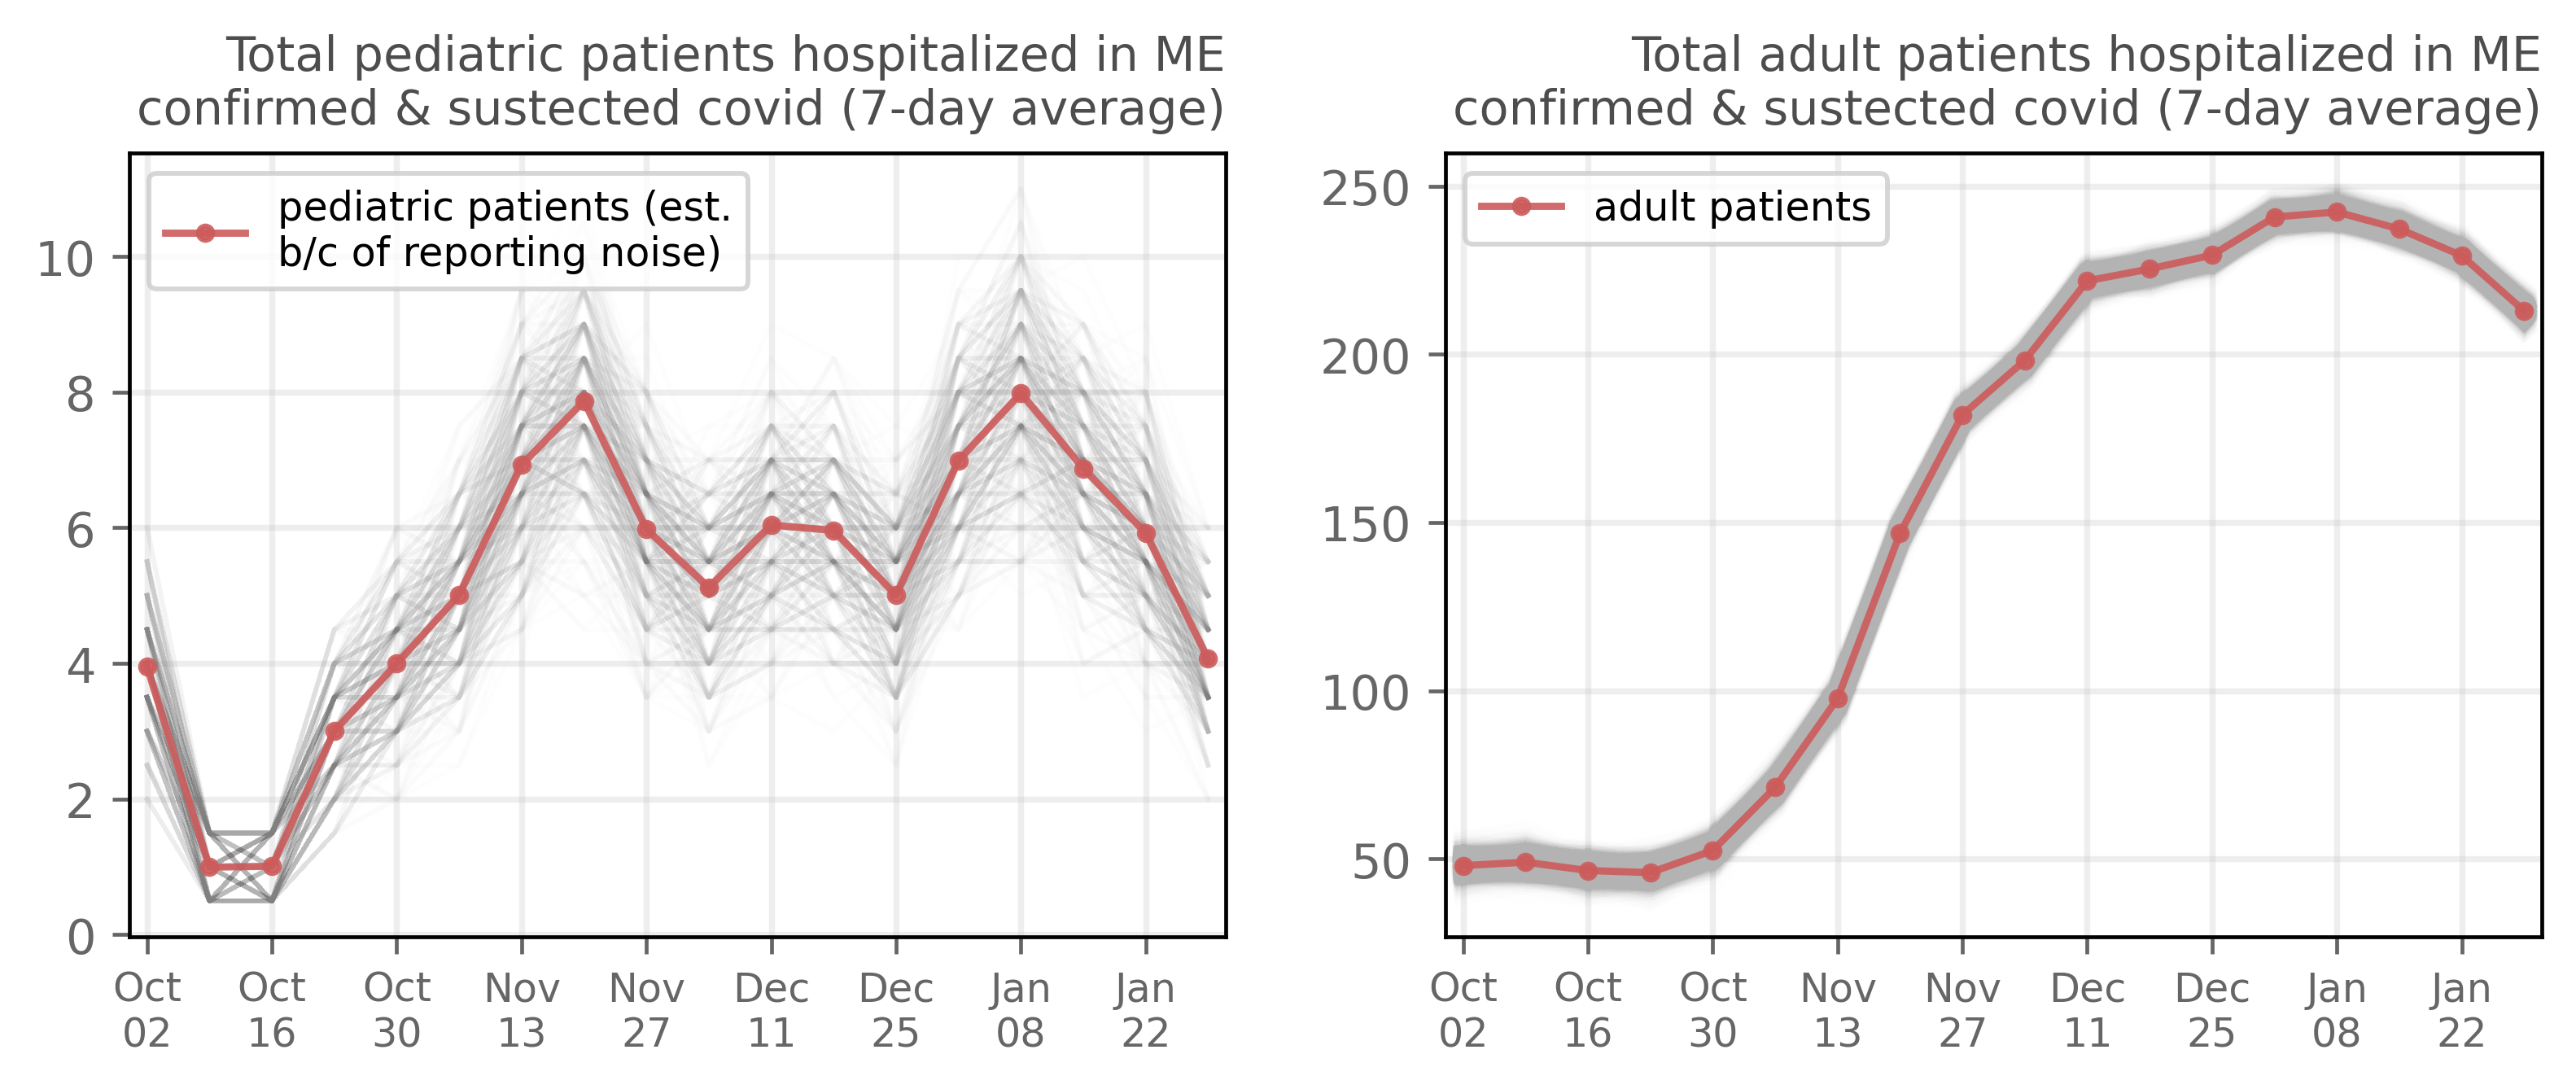 Total pediatric patients hospitalized in ME
confirmed & sustected covid (7-day average)
pediatric patients (est.
b/c of reporting noise)
10
8
6
4
2
0
Oct Oct Oct Nov Nov Dec Dec Jan Jan
02 16 30 13 27 11 25 08 22
Total adult patients hospitalized in ME
confirmed & sustected covid (7-day average)
adult patients
250
200
150
100
50
Oct Oct Oct Nov Nov Dec Dec Jan Jan
02 16 30 13 27 11 25 08 22